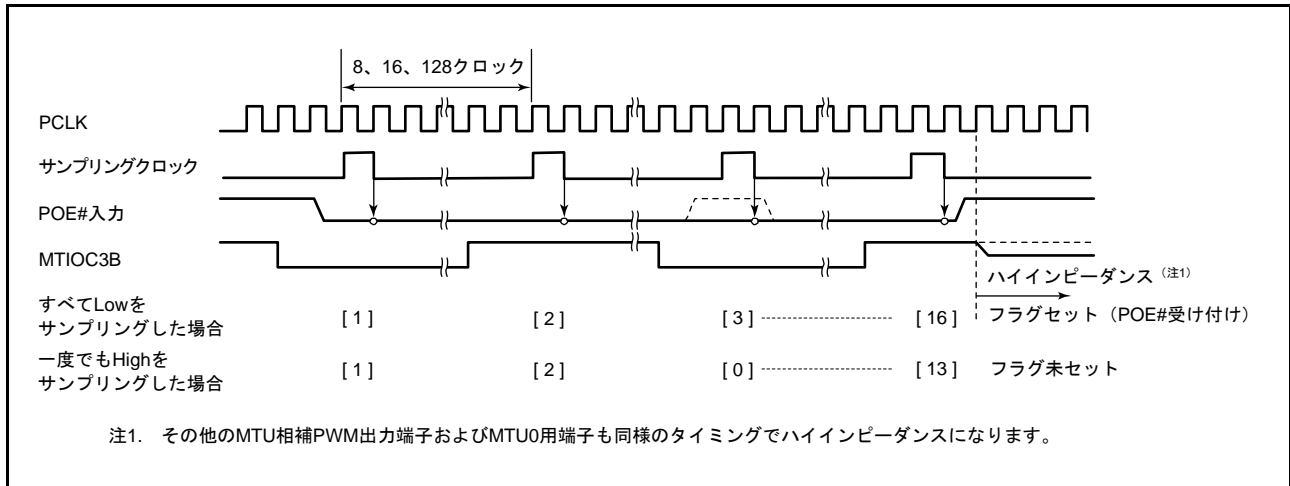 8、16、128クロック
PCLK
サンプリングクロック
POE#入力
MTIOC3B
ハイインピーダンス（注1）
すべてLowを
サンプリングした場合
[ 1 ] [ 2 ] [ 3 ] [ 16 ] フラグセット（POE#受け付け）
一度でもHighを
サンプリングした場合
[ 1 ] [ 2 ] [ 0 ] [ 13 ] フラグ未セット
注1. その他のMTU相補PWM出力端子およびMTU0用端子も同様のタイミングでハイインピーダンスになります。